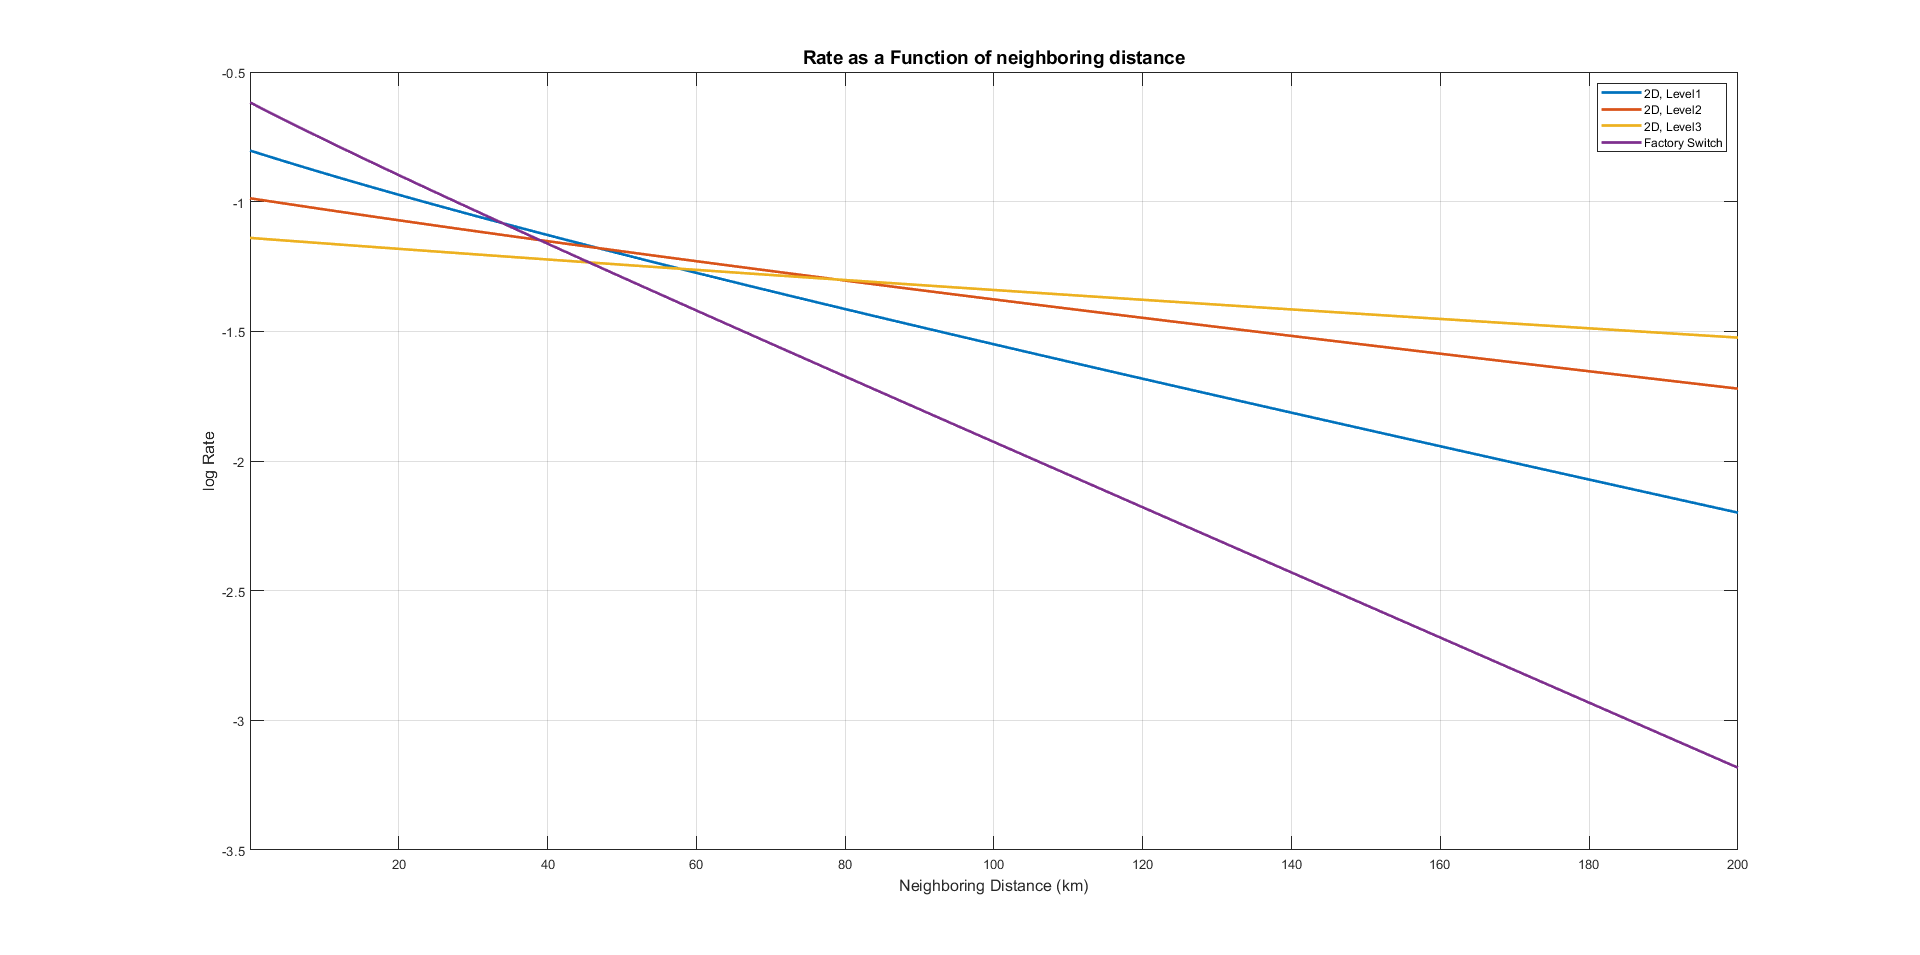 Rate as a Function of neighboring distance
-0.5
-1
-1.5
-2
-2.5
-3
-3.5
log Rate
2D, Level1
2D, Level2
2D, Level3
Factory Switch
20 40 60 80 100 120 140 160 180 200
Neighboring Distance (km)